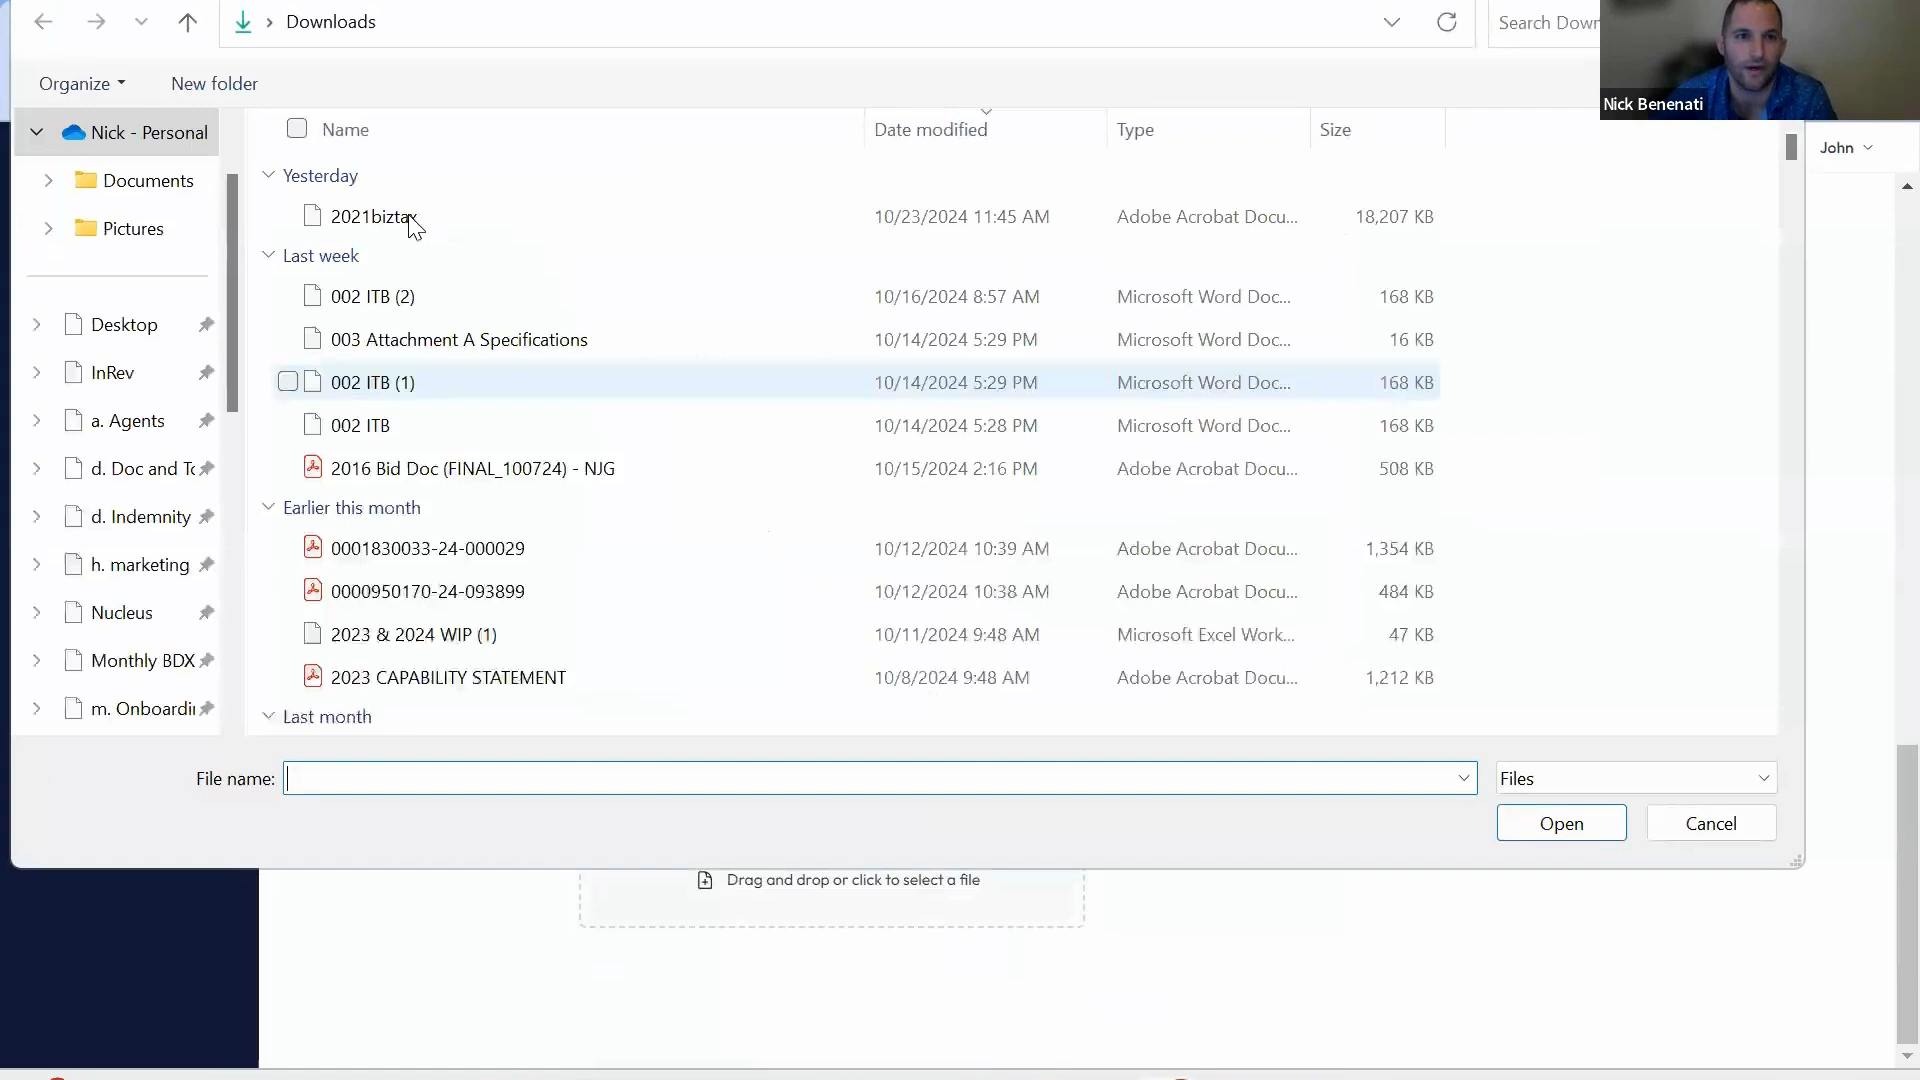 Downloads
Search Down
Organize
New folder
Nick Benenati
Nick - Personal
Name
Date modified
Type
Size
John
Documents
Yesterday
2021biztax
10/23/2024 11:45 AM
Adobe Acrobat Docu...
18,207 KB
Pictures
Last week
002 ITB (2)
10/16/2024 8:57 AM
Microsoft Word Doc...
168 KB
Desktop
003 Attachment A Specifications
10/14/2024 5:29 PM
Microsoft Word Doc...
16 KB
InRev
002 ITB (1)
10/14/2024 5:29 PM
Microsoft Word Doc...
168 KB
a. Agents
002 ITB
10/14/2024 5:28 PM
Microsoft Word Doc...
168 KB
d. Doc and To
2016 Bid Doc (FINAL_100724) - NJG
10/15/2024 2:16 PM
Adobe Acrobat Docu...
508 KB
d. Indemnity
Earlier this month
0001830033-24-000029
10/12/2024 10:39 AM
Adobe Acrobat Docu...
1,354 KB
h. marketing
0000950170-24-093899
10/12/2024 10:38 AM
Adobe Acrobat Docu...
484 KB
Nucleus
2023 & 2024 WIP (1)
10/11/2024 9:48 AM
Microsoft Excel Work...
47 KB
Monthly BDX
2023 CAPABILITY STATEMENT
10/8/2024 9:48 AM
Adobe Acrobat Docu...
1,212 KB
m. Onboardin
Last month
File name:
Files
Open
Cancel
Drag and drop or click to select a file